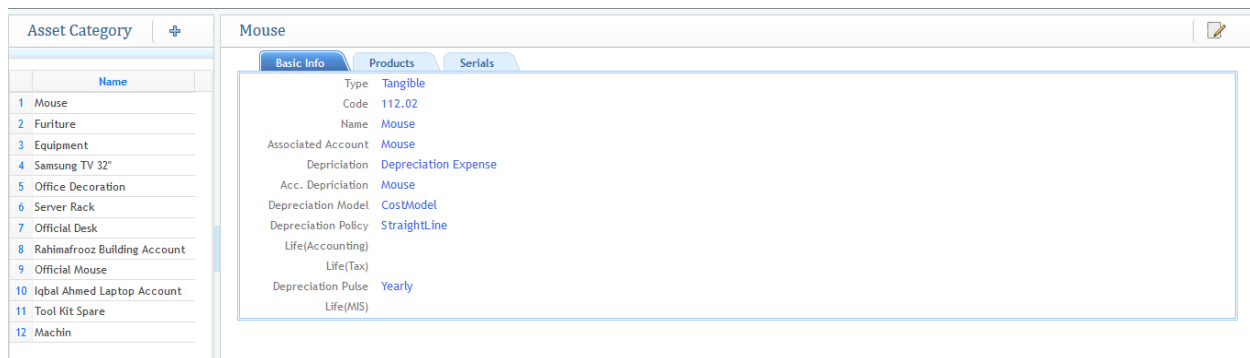 Asset Category
Name
1 Mouse
2 Furiture
3 Equipment
4 Samsung TV 32"
5 Office Decoration
6 Server Rack
7 Official Desk
8 Rahimafrooz Building Account
9 Official Mouse
10 Iqbal Ahmed Laptop Account
11 Tool Kit Spare
12 Machin
Mouse
Basic Info Products Serials
Type Tangible
Code 112.02
Name Mouse
Associated Account Mouse
Depriciation Depreciation Expense
Acc. Depriciation Mouse
Depreciation Model CostModel
Depreciation Policy StraightLine
Life(Accounting)
Life(Tax)
Depreciation Pulse Yearly
Life(MIS)